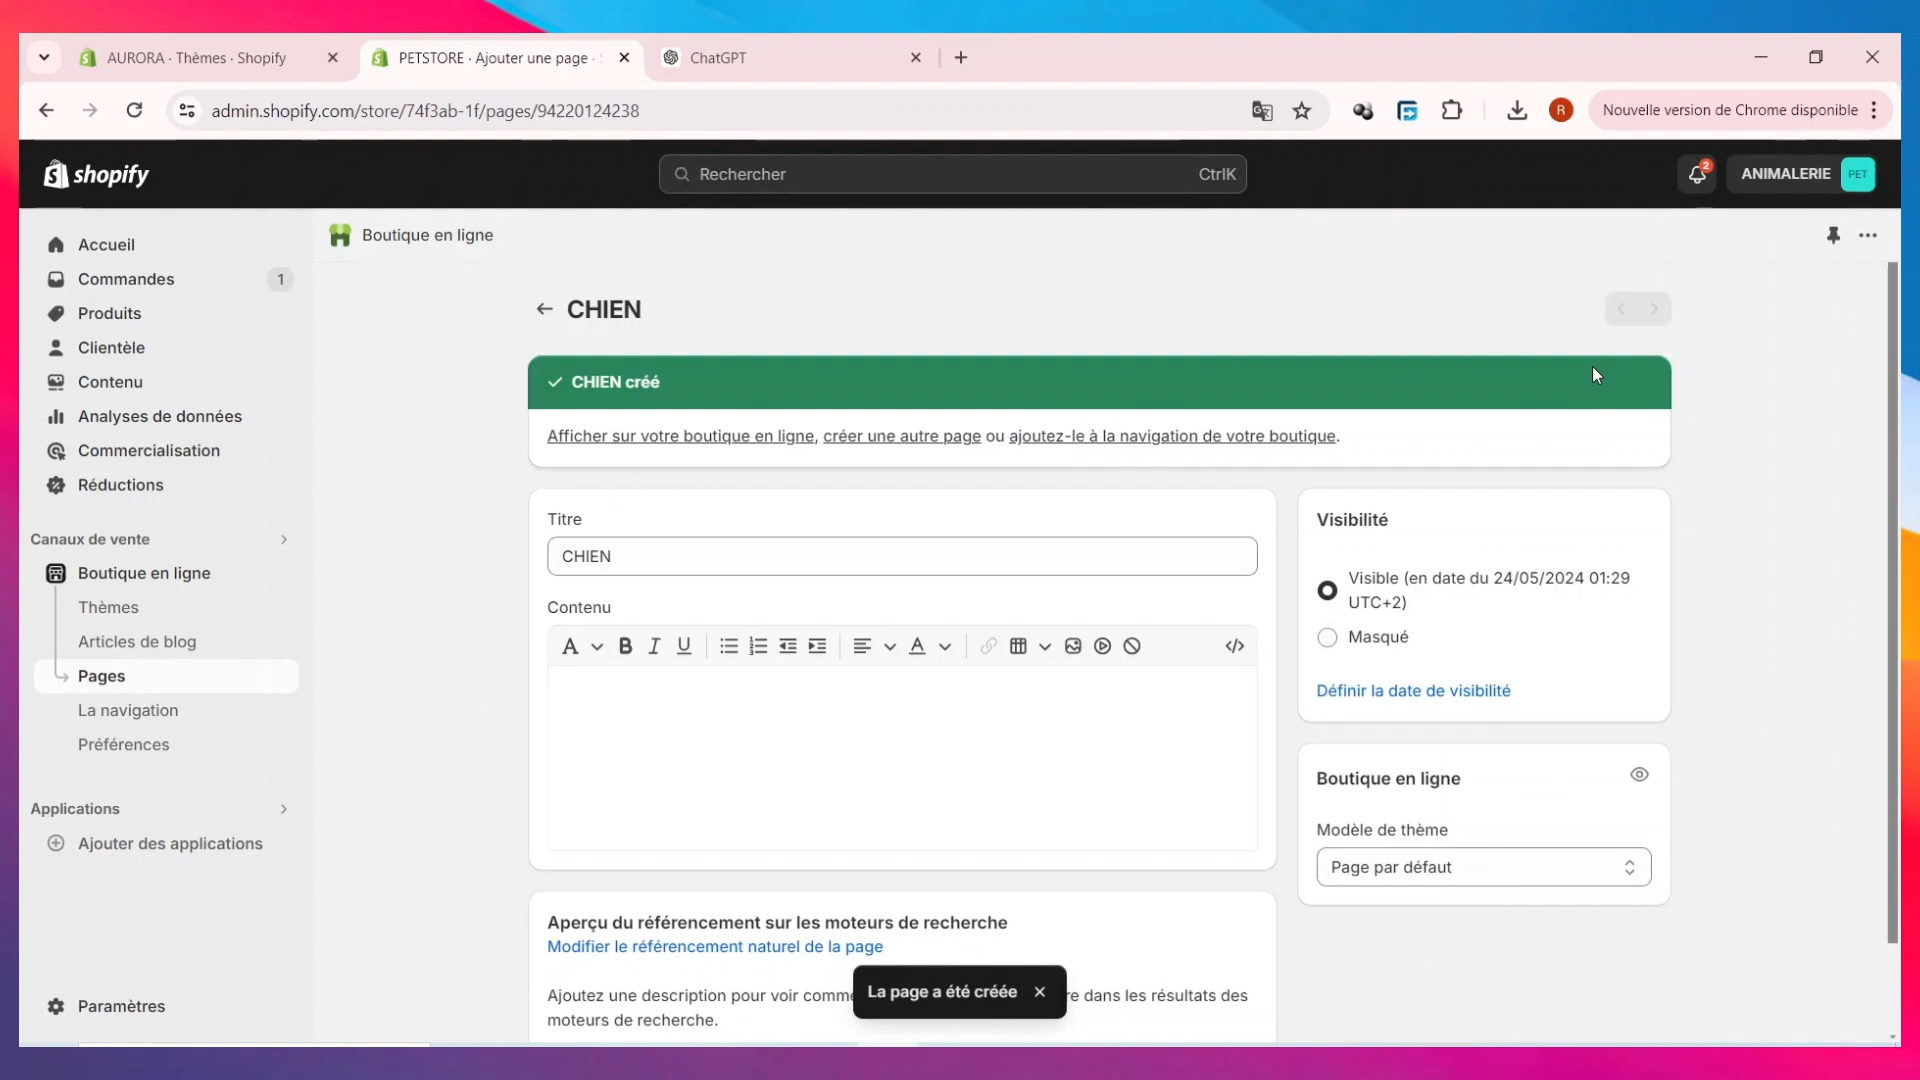 AURORA · Thèmes · Shopify
PETSTORE · Ajouter une page ·
ChatGPT
admin.shopify.com/store/74f3ab-1f/pages/94220124238
R
Nouvelle version de Chrome disponible
shopify
Rechercher
CtrlK
2
ANIMALERIE
PET
Accueil
Commandes
1
Produits
Clientèle
Contenu
Analyses de données
Commercialisation
Réductions
Canaux de vente
Boutique en ligne
Thèmes
Articles de blog
Pages
La navigation
Préférences
Applications
Ajouter des applications
Paramètres
Boutique en ligne
CHIEN
CHIEN créé
Afficher sur votre boutique en ligne, créer une autre page ou ajoutez-le à la navigation de votre boutique.
Titre
CHIEN
Contenu
A B I U A
Visibilité
Visible (en date du 24/05/2024 01:29
UTC+2)
Masqué
Définir la date de visibilité
Boutique en ligne
Modèle de thème
Page par défaut
Aperçu du référencement sur les moteurs de recherche
Modifier le référencement naturel de la page
Ajoutez une description pour voir comme re dans les résultats des
moteurs de recherche.
La page a été créée